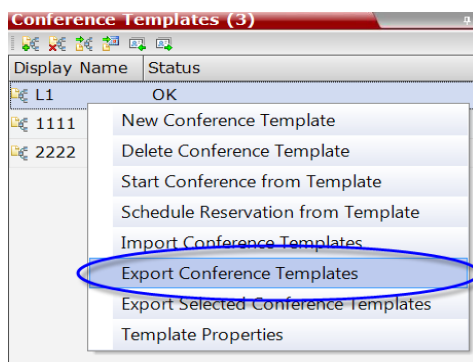 Conference Templates (3)
Display Name Status
L1 OK
1111
2222
New Conference Template
Delete Conference Template
Start Conference from Template
Schedule Reservation from Template
Import Conference Templates
Export Conference Templates
Export Selected Conference Templates
Template Properties